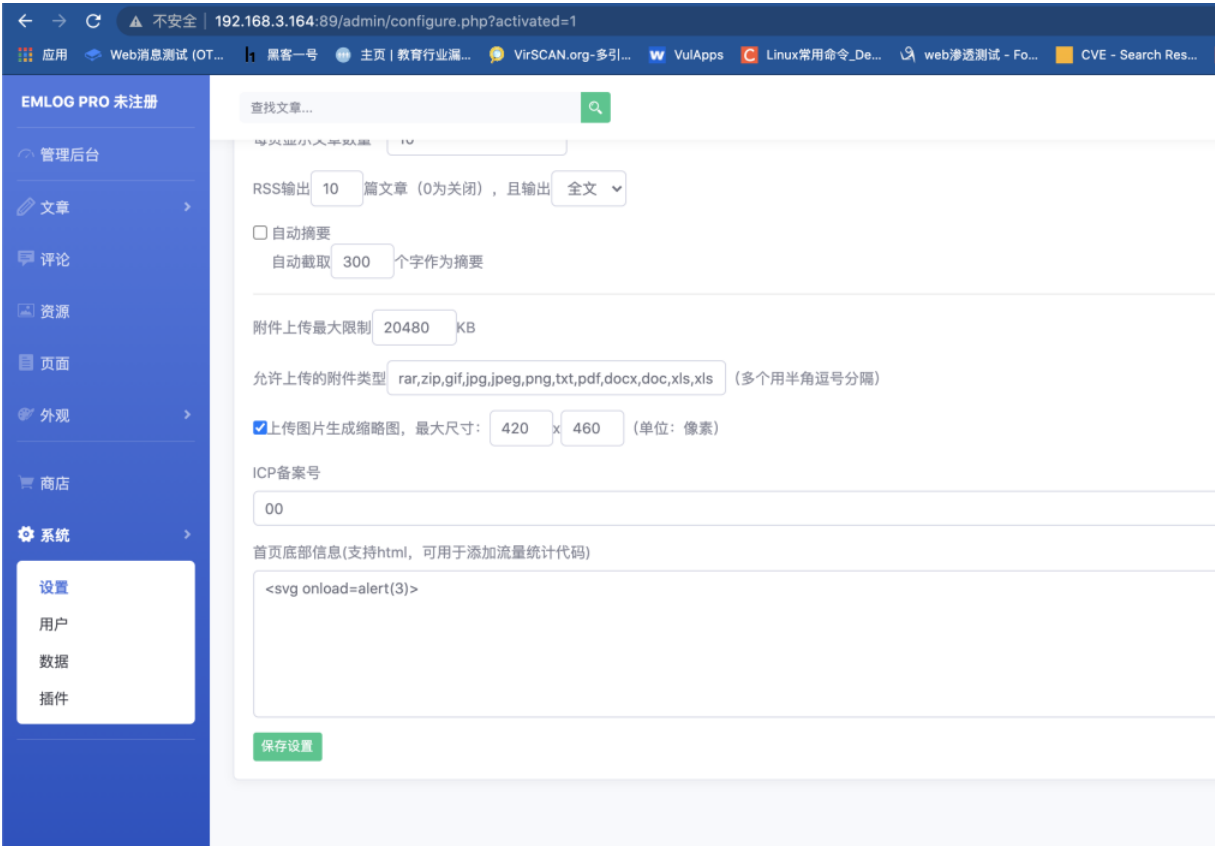 不安全 | 192.168.3.164:89/admin/configure.php?activated=1
应用 Web消息测试 (OT... 黑客一号 主页 | 教育行业漏... VirSCAN.org-多引... VulApps Linux常用命令_De... web渗透测试 - Fo... CVE - Search Res...
EMLOG PRO 未注册
查找文章...
管理后台
文章
评论
资源
页面
外观
商店
系统
设置
用户
数据
插件
每页显示文章数量 10
RSS输出 10 篇文章（0为关闭），且输出 全文
自动摘要
自动截取 300 个字作为摘要
附件上传最大限制 20480 KB
允许上传的附件类型 rar,zip,gif,jpg,jpeg,png,txt,pdf,docx,doc,xls,xls （多个用半角逗号分隔）
上传图片生成缩略图，最大尺寸： 420 x 460 （单位：像素）
ICP备案号
00
首页底部信息(支持html，可用于添加流量统计代码)
<svg onload=alert(3)>
保存设置